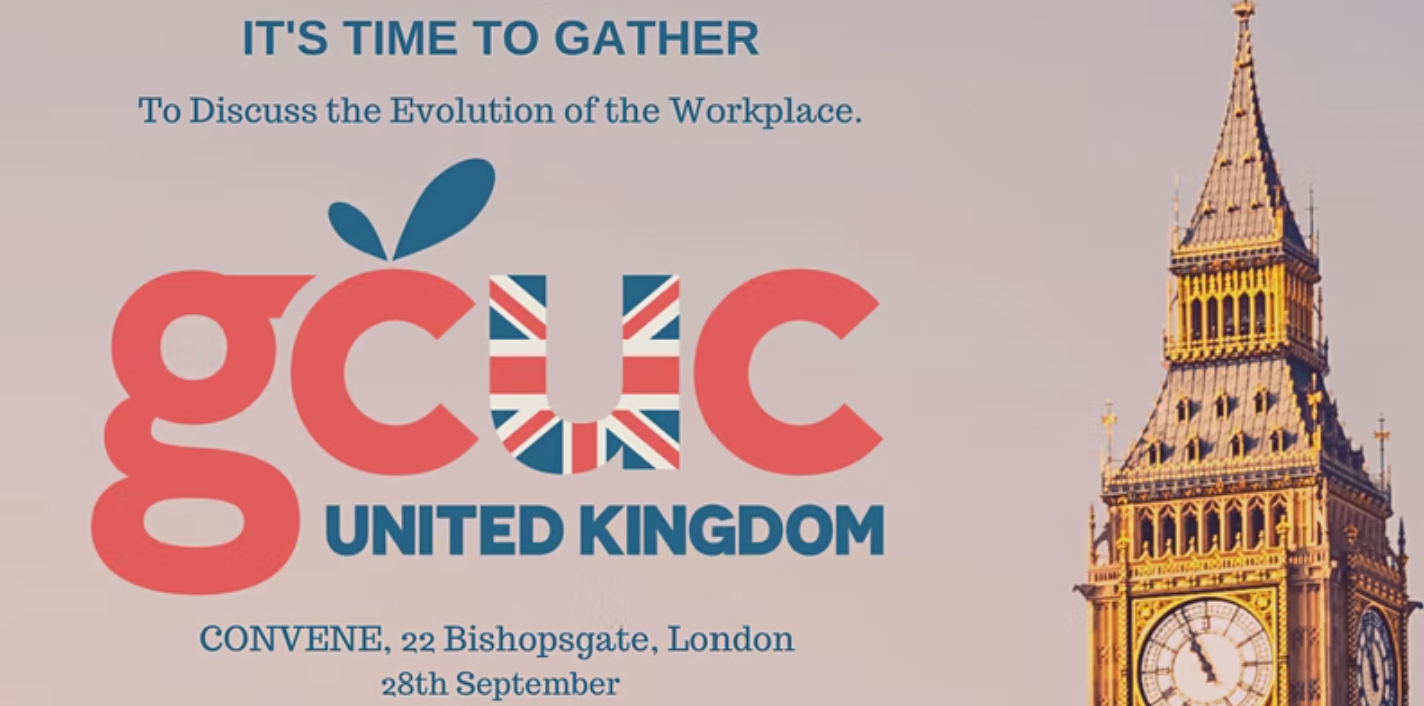 IT'S TIME TO GATHER
To Discuss the Evolution of the Workplace.
gcuc
UNITED KINGDOM
CONVENE, 22 Bishopsgate, London
28th September